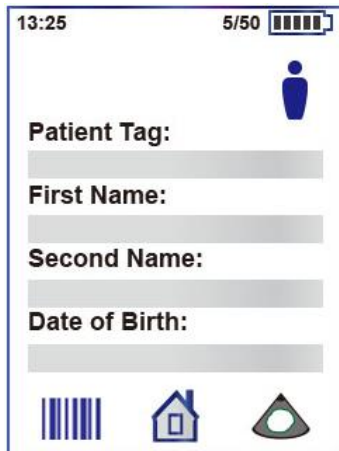 13:25 5/50
Patient Tag:
First Name:
Second Name:
Date of Birth: